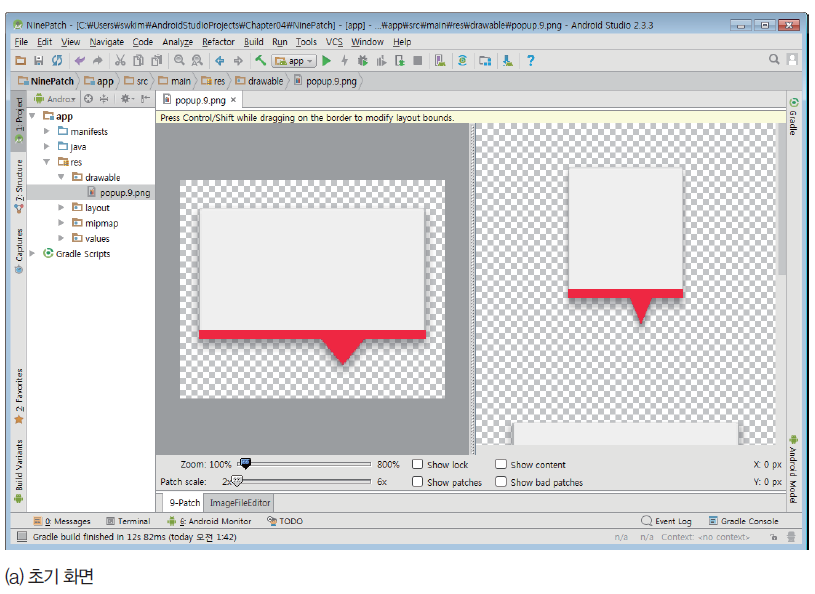 NinePatch - [C:₩Users₩swkim₩AndroidStudioProjects₩Chapter04₩NinePatch] - [app] - ...₩app₩src₩main₩res₩drawable₩popup.9.png - Android Studio 2.3.3
File Edit View Navigate Code Analyze Refactor Build Run Tools VCS Window Help
app
NinePatch app src main res drawable popup.9.png
Androi popup.9.png ×
Press Control/Shift while dragging on the border to modify layout bounds.
1: Project
7: Structure
Captures
2: Favorites
Build Variants
app
manifests
java
res
drawable
popup.9.png
layout
mipmap
values
Gradle Scripts
Gradle
Android Model
Zoom: 100% 800% Show lock Show content X: 0 px
Patch scale: 2x 6x Show patches Show bad patches Y: 0 px
9-Patch ImageFileEditor
0: Messages Terminal 6: Android Monitor TODO Event Log Gradle Console
Gradle build finished in 12s 82ms (today 오전 1:42) n/a n/a Context: <no context>
(a) 초기 화면